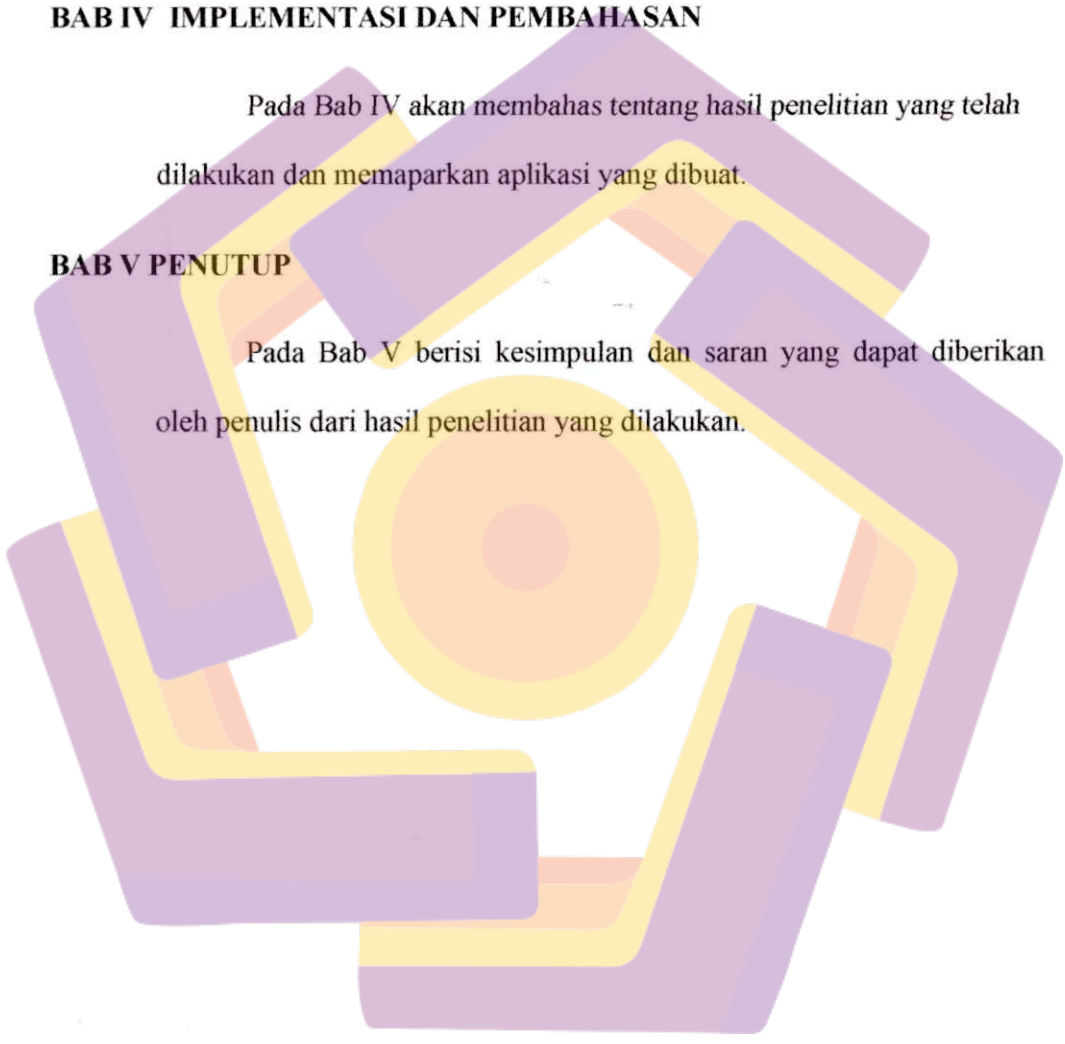 BAB IV IMPLEMENTASI DAN PEMBAHASAN
Pada Bab IV akan membahas tentang hasil penelitian yang telah
dilakukan dan memaparkan aplikasi yang dibuat.
BAB V PENUTUP
Pada Bab V berisi kesimpulan dan saran yang dapat diberikan
oleh penulis dari hasil penelitian yang dilakukan.